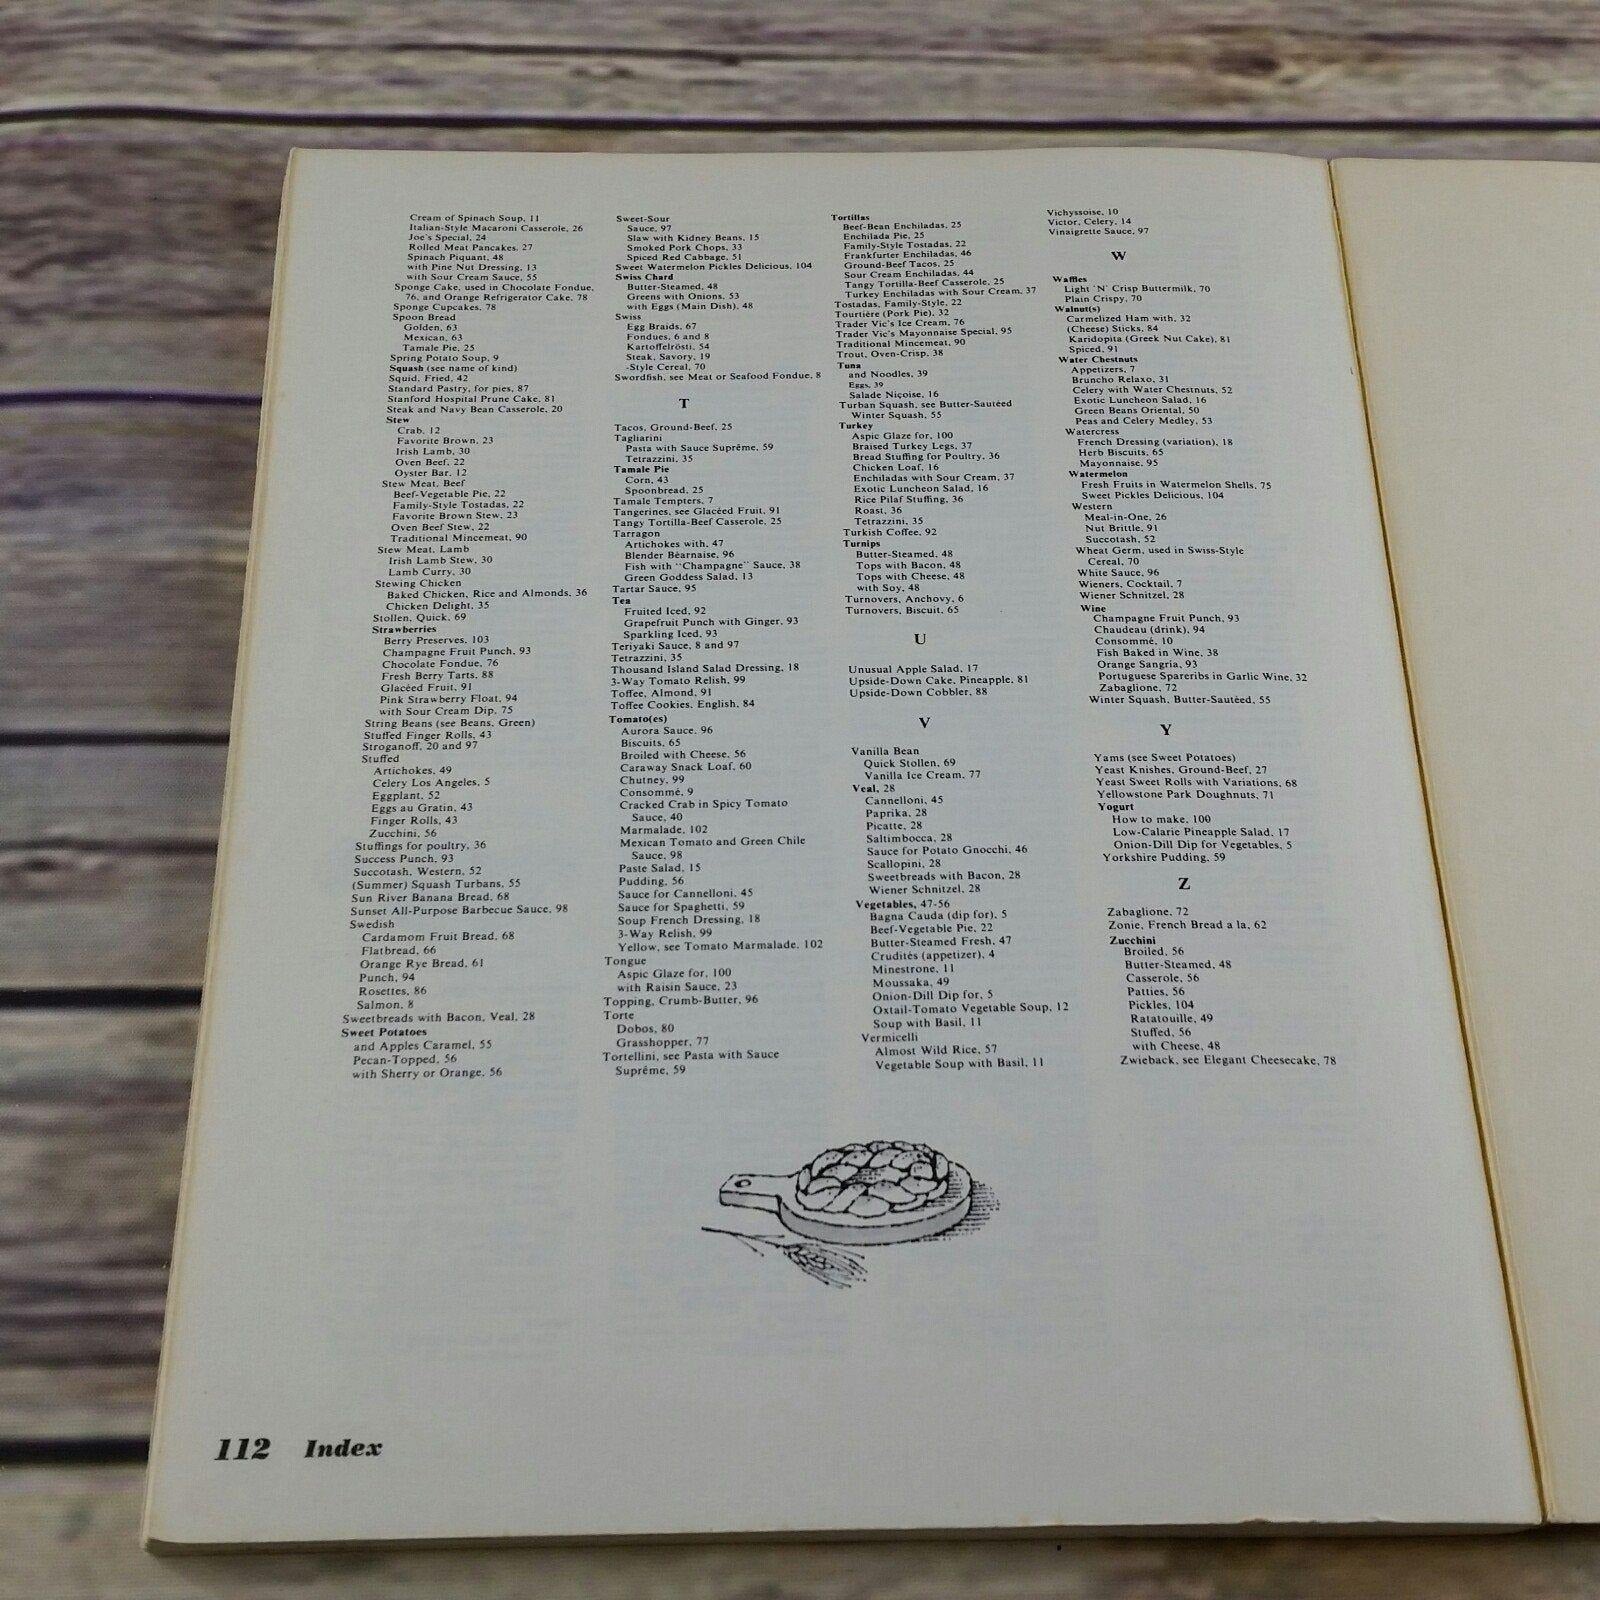 Cream of Spinach Soup, 11
Italian-Style Macaroni Casserole, 26
Joe's Special, 24
Rolled Meat Pancakes, 27
Spinach Piquant, 48
with Pine Nut Dressing, 13
with Sour Cream Sauce, 55
Sponge Cake, used in Chocolate Fondue,
76, and Orange Refrigerator Cake, 78
Sponge Cupcakes, 78
Spoon Bread
Golden, 63
Mexican, 63
Tamale Pie, 25
Spring Potato Soup, 9
Squash (see name of kind)
Squid, Fried, 42
Standard Pastry, for pies, 87
Stanford Hospital Prune Cake, 81
Steak and Navy Bean Casserole, 20
Stew
Crab, 12
Favorite Brown, 23
Irish Lamb, 30
Oven Beef, 22
Oyster Bar, 12
Stew Meat, Beef
Beef-Vegetable Pie, 22
Family-Style Tostadas, 22
Favorite Brown Stew, 23
Oven Beef Stew, 22
Traditional Mincemeat, 90
Stew Meat, Lamb
Irish Lamb Stew, 30
Lamb Curry, 30
Stewing Chicken
Baked Chicken, Rice and Almonds, 36
Chicken Delight, 35
Stollen, Quick, 69
Strawberries
Berry Preserves, 103
Champagne Fruit Punch, 93
Chocolate Fondue, 76
Fresh Berry Tarts, 88
Glacéed Fruit, 91
Pink Strawberry Float, 94
with Sour Cream Dip, 75
String Beans (see Beans, Green)
Stuffed Finger Rolls, 43
Stroganoff, 20 and 97
Stuffed
Artichokes, 49
Celery Los Angeles, 5
Eggplant, 52
Eggs au Gratin, 43
Finger Rolls, 43
Zucchini, 56
Stuffings for poultry, 36
Success Punch, 93
Succotash, Western, 52
(Summer) Squash Turbans, 55
Sun River Banana Bread, 68
Sunset All-Purpose Barbecue Sauce, 98
Swedish
Cardamom Fruit Bread, 68
Flatbread, 66
Orange Rye Bread, 61
Punch, 94
Rosettes, 86
Salmon, 8
Sweetbreads with Bacon, Veal, 28
Sweet Potatoes
and Apples Caramel, 55
Pecan-Topped, 56
with Sherry or Orange, 56
Sweet-Sour
Sauce, 97
Slaw with Kidney Beans, 15
Smoked Pork Chops, 33
Spiced Red Cabbage, 51
Sweet Watermelon Pickles Delicious, 104
Swiss Chard
Butter-Steamed, 48
Greens with Onions, 53
with Eggs (Main Dish), 48
Swiss
Egg Braids, 67
Fondues, 6 and 8
Kartoffelrösti, 54
Steak, Savory, 19
-Style Cereal, 70
Swordfish, see Meat or Seafood Fondue, 8
T
Tacos, Ground-Beef, 25
Tagliarini
Pasta with Sauce Suprême, 59
Tetrazzini, 35
Tamale Pie
Corn, 43
Spoonbread, 25
Tamale Tempters, 7
Tangerines, see Glacéed Fruit, 91
Tangy Tortilla-Beef Casserole, 25
Tarragon
Artichokes with, 47
Blender Béarnaise, 96
Fish with "Champagne" Sauce, 38
Green Goddess Salad, 13
Tartar Sauce, 95
Tea
Fruited Iced, 92
Grapefruit Punch with Ginger, 93
Sparkling Iced, 93
Teriyaki Sauce, 8 and 97
Tetrazzini, 35
Thousand Island Salad Dressing, 18
3-Way Tomato Relish, 99
Toffee, Almond, 91
Toffee Cookies, English, 84
Tomato(es)
Aurora Sauce, 96
Biscuits, 65
Broiled with Cheese, 56
Caraway Snack Loaf, 60
Chutney, 99
Consommé, 9
Cracked Crab in Spicy Tomato
Sauce, 40
Marmalade, 102
Mexican Tomato and Green Chile
Sauce, 98
Paste Salad, 15
Pudding, 56
Sauce for Cannelloni, 45
Sauce for Spaghetti, 59
Soup French Dressing, 18
3-Way Relish, 99
Yellow, see Tomato Marmalade, 102
Tongue
Aspic Glaze for, 100
with Raisin Sauce, 23
Topping, Crumb-Butter, 96
Torte
Dobos, 80
Grasshopper, 77
Tortellini, see Pasta with Sauce
Suprême, 59
Tortillas
Beef-Bean Enchiladas, 25
Enchilada Pie, 25
Family-Style Tostadas, 22
Frankfurter Enchiladas, 46
Ground-Beef Tacos, 25
Sour Cream Enchiladas, 44
Tangy Tortilla-Beef Casserole, 25
Turkey Enchiladas with Sour Cream, 37
Tostadas, Family-Style, 22
Tourtière (Pork Pie), 32
Trader Vic's Ice Cream, 76
Trader Vic's Mayonnaise Special, 95
Traditional Mincemeat, 90
Trout, Oven-Crisp, 38
Tuna
and Noodles, 39
Eggs, 39
Salade Niçoise, 16
Turban Squash, see Butter-Sautéed
Winter Squash, 55
Turkey
Aspic Glaze for, 100
Braised Turkey Legs, 37
Bread Stuffing for Poultry, 36
Chicken Loaf, 16
Enchiladas with Sour Cream, 37
Exotic Luncheon Salad, 16
Rice Pilaf Stuffing, 36
Roast, 36
Tetrazzini, 35
Turkish Coffee, 92
Turnips
Butter-Steamed, 48
Tops with Bacon, 48
Tops with Cheese, 48
with Soy, 48
Turnovers, Anchovy, 6
Turnovers, Biscuit, 65
U
Unusual Apple Salad, 17
Upside-Down Cake, Pineapple, 81
Upside-Down Cobbler, 88
V
Vanilla Bean
Quick Stollen, 69
Vanilla Ice Cream, 77
Veal, 28
Cannelloni, 45
Paprika, 28
Picatte, 28
Saltimbocca, 28
Sauce for Potato Gnocchi, 46
Scallopini, 28
Sweetbreads with Bacon, 28
Wiener Schnitzel, 28
Vegetables, 47-56
Bagna Cauda (dip for), 5
Beef-Vegetable Pie, 22
Butter-Steamed Fresh, 47
Crudités (appetizer), 4
Minestrone, 11
Moussaka, 49
Onion-Dill Dip for, 5
Oxtail-Tomato Vegetable Soup, 12
Soup with Basil, 11
Vermicelli
Almost Wild Rice, 57
Vegetable Soup with Basil, 11
Vichyssoise, 10
Victor, Celery, 14
Vinaigrette Sauce, 97
W
Waffles
Light 'N' Crisp Buttermilk, 70
Plain Crispy, 70
Walnut(s)
Carmelized Ham with, 32
(Cheese) Sticks, 84
Karidopita (Greek Nut Cake), 81
Spiced, 91
Water Chestnuts
Appetizers, 7
Bruncho Relaxo, 31
Celery with Water Chestnuts, 52
Exotic Luncheon Salad, 16
Green Beans Oriental, 50
Peas and Celery Medley, 53
Watercress
French Dressing (variation), 18
Herb Biscuits, 65
Mayonnaise, 95
Watermelon
Fresh Fruits in Watermelon Shells, 75
Sweet Pickles Delicious, 104
Western
Meal-in-One, 26
Nut Brittle, 91
Succotash, 52
Wheat Germ, used in Swiss-Style
Cereal, 70
White Sauce, 96
Wieners, Cocktail, 7
Wiener Schnitzel, 28
Wine
Champagne Fruit Punch, 93
Chaudeau (drink), 94
Consommé, 10
Fish Baked in Wine, 38
Orange Sangria, 93
Portuguese Spareribs in Garlic Wine, 32
Zabaglione, 72
Winter Squash, Butter-Sautéed, 55
Y
Yams (see Sweet Potatoes)
Yeast Knishes, Ground-Beef, 27
Yeast Sweet Rolls with Variations, 68
Yellowstone Park Doughnuts, 71
Yogurt
How to make, 100
Low-Calarie Pineapple Salad, 17
Onion-Dill Dip for Vegetables, 5
Yorkshire Pudding, 59
Z
Zabaglione, 72
Zonie, French Bread a la, 62
Zucchini
Broiled, 56
Butter-Steamed, 48
Casserole, 56
Patties, 56
Pickles, 104
Ratatouille, 49
Stuffed, 56
with Cheese, 48
Zwieback, see Elegant Cheesecake, 78
112 Index